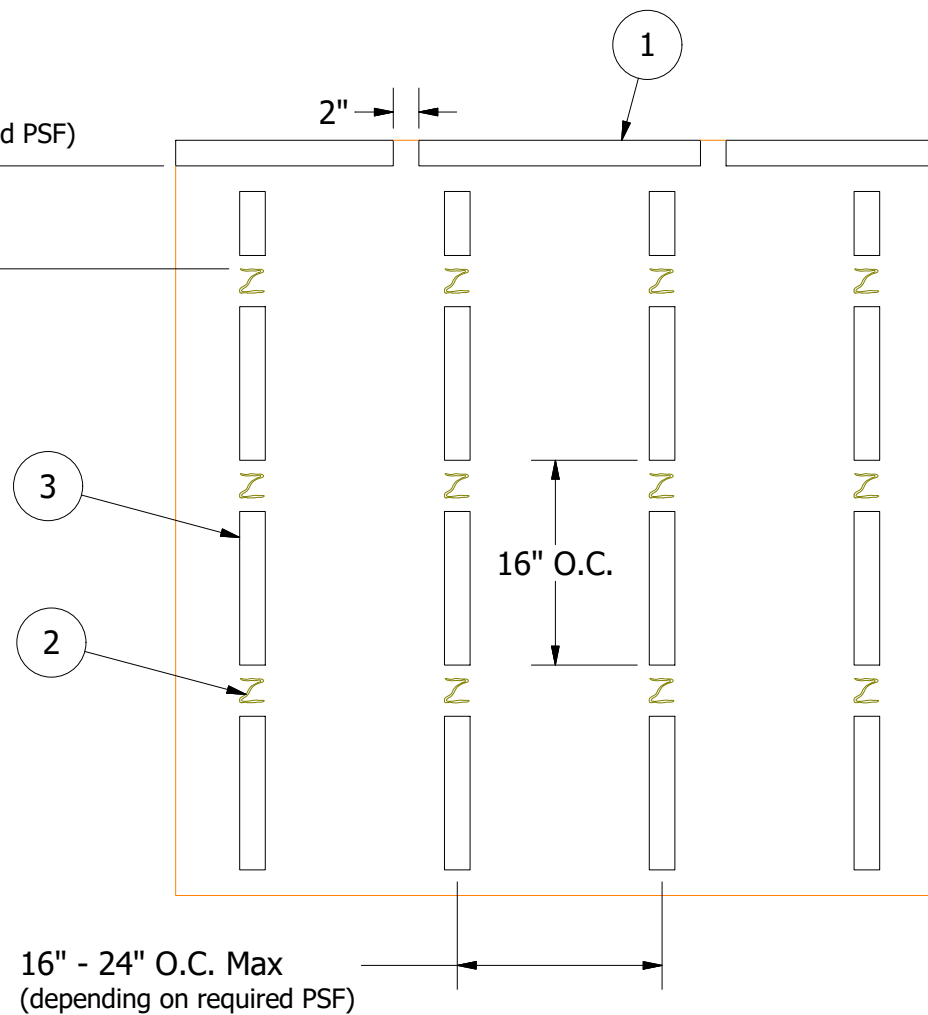 1
2"
d PSF)
3
16" O.C.
2
16" - 24" O.C. Max
(depending on required PSF)